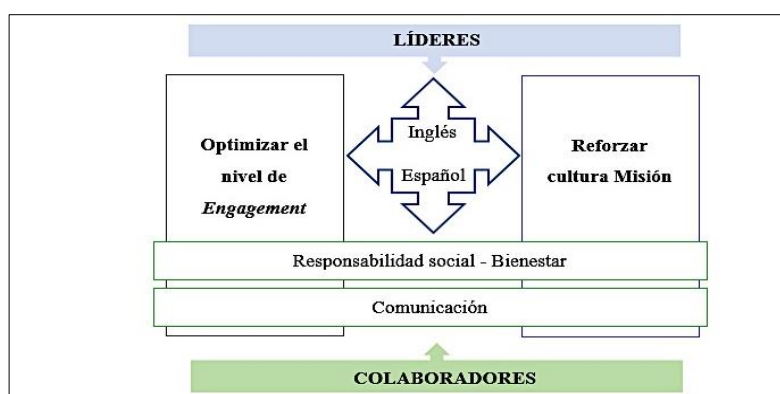 LÍDERES
Optimizar el
nivel de
Engagement
Inglés
Español
Reforzar
cultura Misión
Responsabilidad social - Bienestar
Comunicación
COLABORADORES